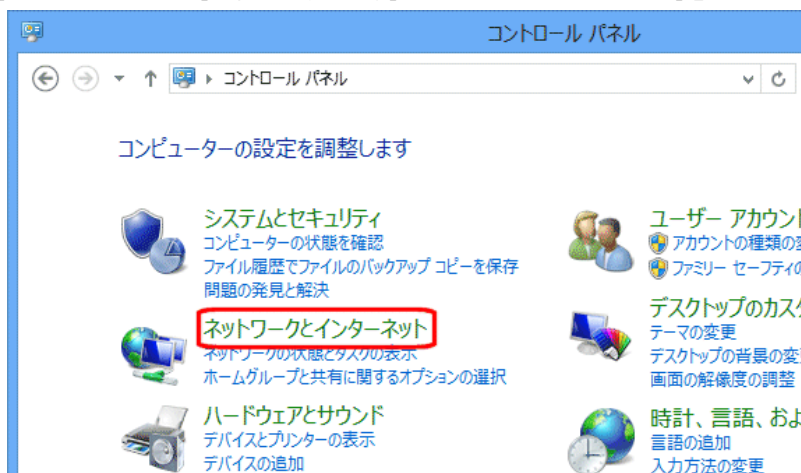 コントロール パネル
コントロール パネル
コンピューターの設定を調整します
システムとセキュリティ
コンピューターの状態を確認
ファイル履歴でファイルのバックアップ コピーを保存
問題の発見と解決
ネットワークとインターネット
ネットワークの状態とタスクの表示
ホームグループと共有に関するオプションの選択
ハードウェアとサウンド
デバイスとプリンターの表示
デバイスの追加
ユーザー アカウント
アカウントの種類の変
ファミリー セーフティの
デスクトップのカスタ
テーマの変更
デスクトップの背景の変
画面の解像度の調整
時計、言語、およ
言語の追加
入力方法の変更